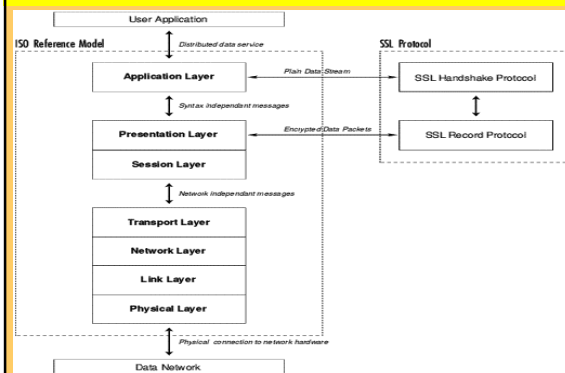 User Application
ISO Reference Model
Distributed data service
SSL Protocol
Application Layer
Plain Data Stream
SSL Handshake Protocol
Syntax independant messages
Presentation Layer
Encrypted Data Packets
SSL Record Protocol
Session Layer
Network independant messages
Transport Layer
Network Layer
Link Layer
Physical Layer
Physical connection to network hardware
Data Network